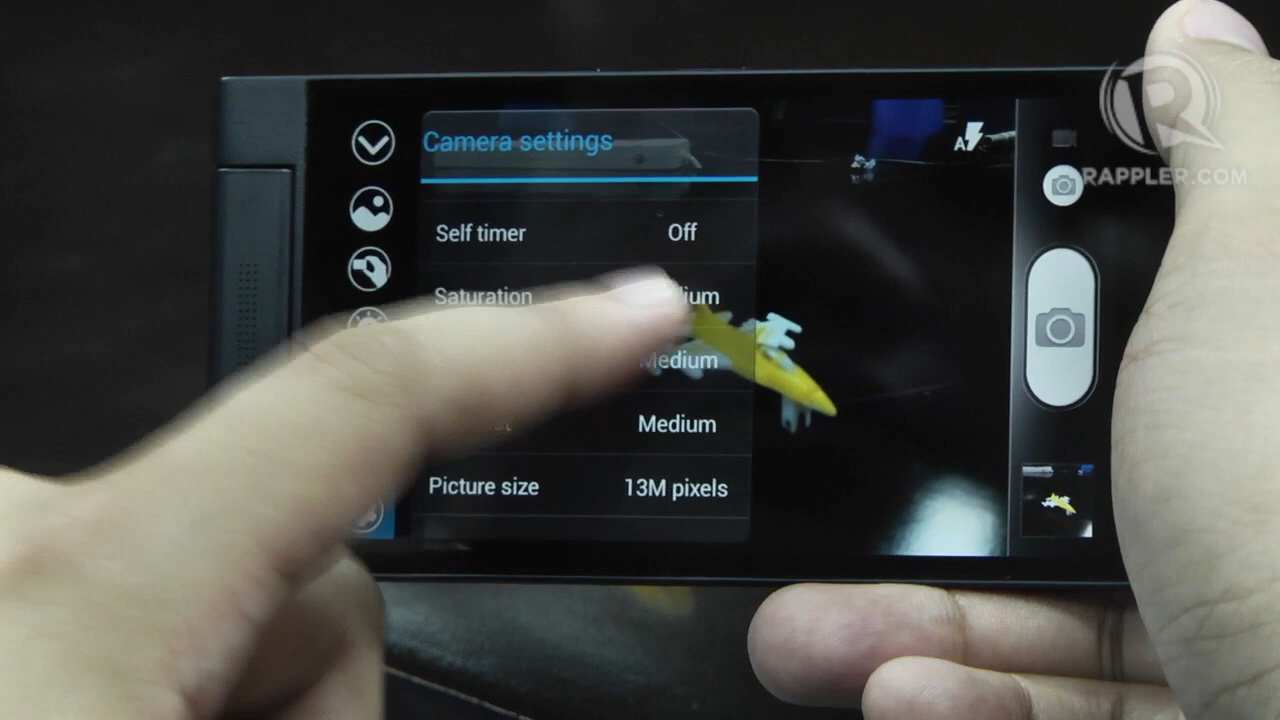 Camera settings
Self timer Off
Saturation
Medium
Medium
Picture size 13M pixels
A
R
RAPPLER.COM